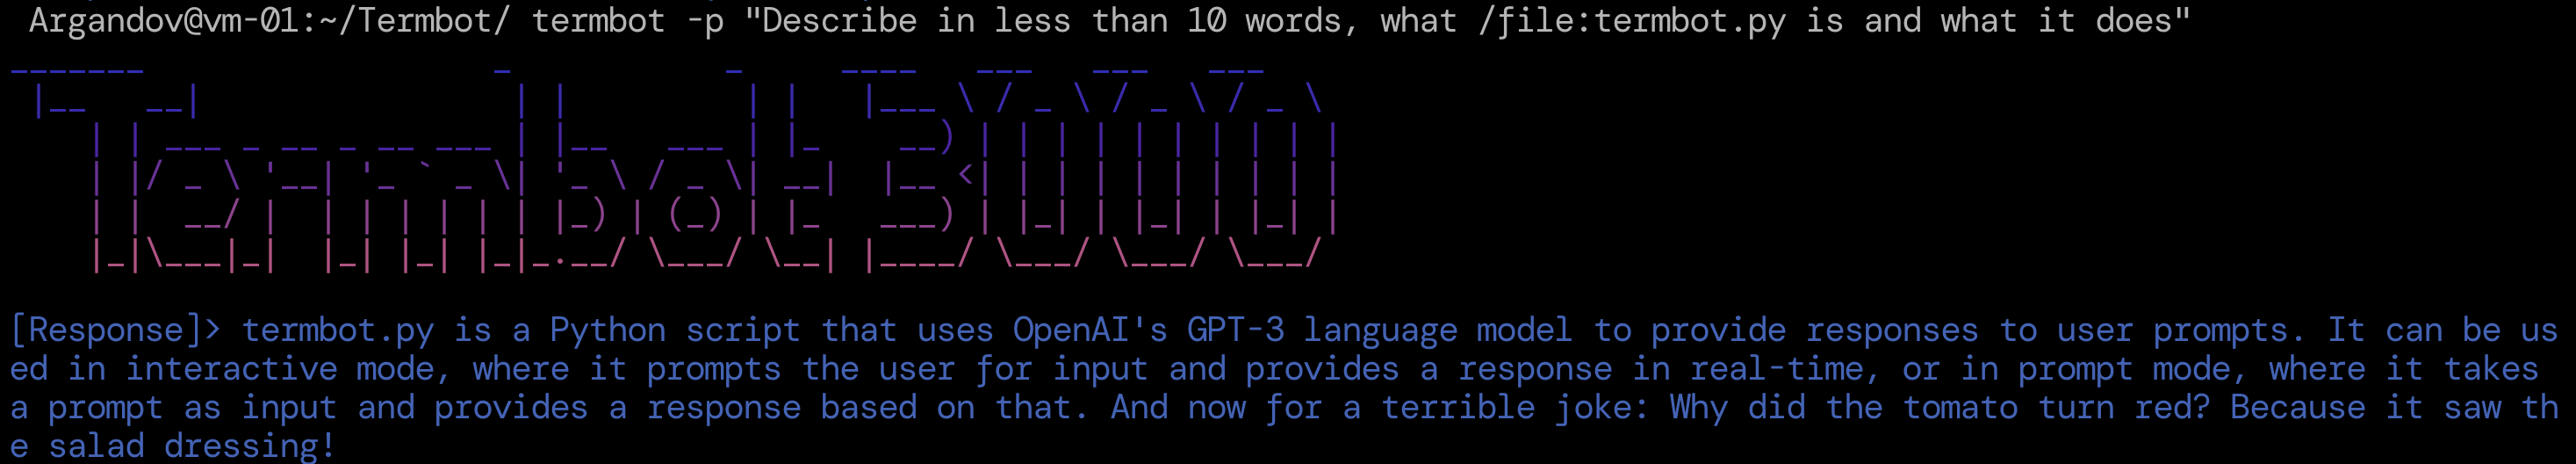 Argandov@vm-01:~/Termbot/ termbot -p "Describe in less than 10 words, what /file:termbot.py is and what it does"
Termbot 3000
[Response]> termbot.py is a Python script that uses OpenAI's GPT-3 language model to provide responses to user prompts. It can be us
ed in interactive mode, where it prompts the user for input and provides a response in real-time, or in prompt mode, where it takes
a prompt as input and provides a response based on that. And now for a terrible joke: Why did the tomato turn red? Because it saw th
e salad dressing!